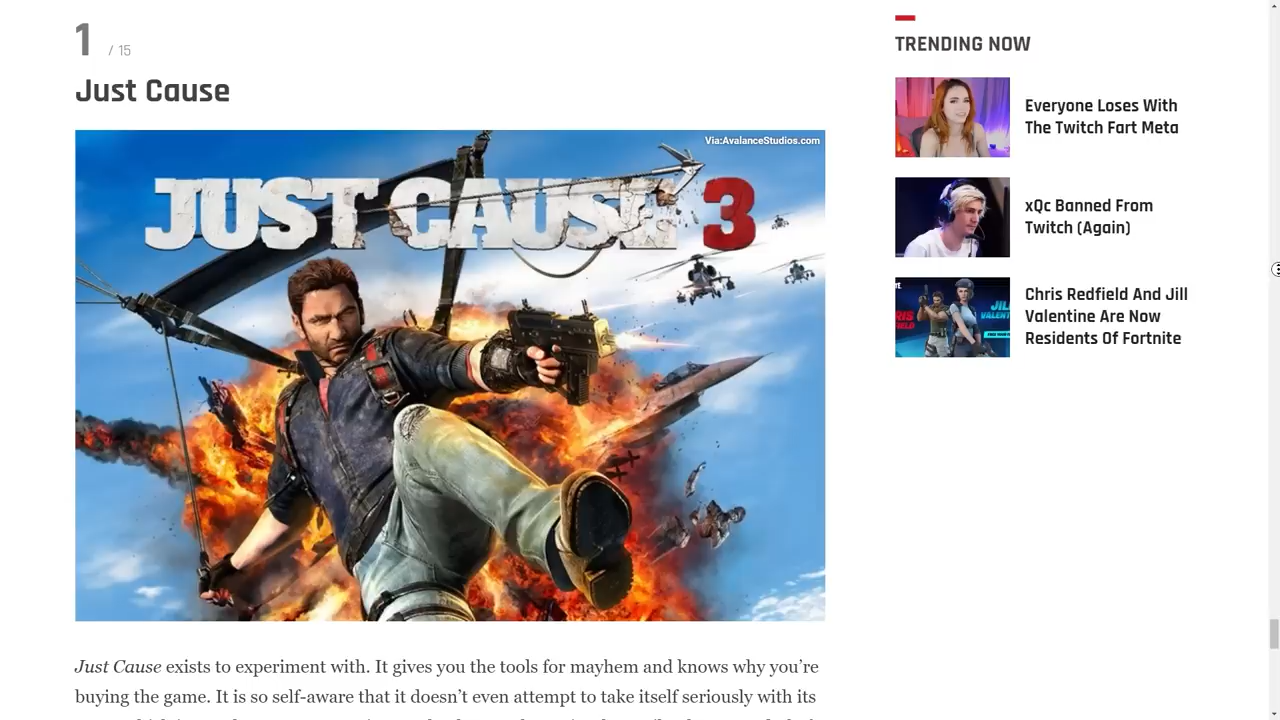 1 / 15
Just Cause
Via:AvalanceStudios.com
JUST CAUSE 3
Just Cause exists to experiment with. It gives you the tools for mayhem and knows why you’re
buying the game. It is so self-aware that it doesn’t even attempt to take itself seriously with its
TRENDING NOW
Everyone Loses With
The Twitch Fart Meta
xQc Banned From
Twitch (Again)
Chris Redfield And Jill
Valentine Are Now
Residents Of Fortnite